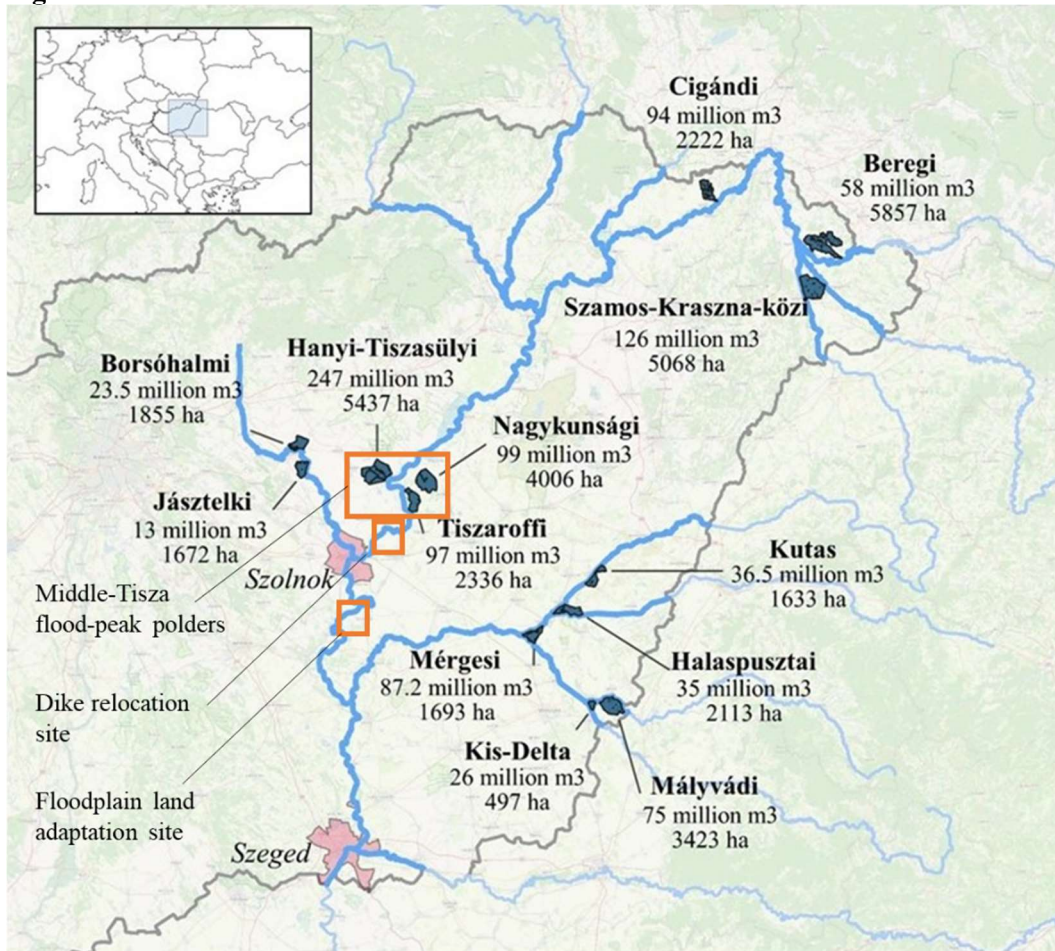 Cigándi
94 million m3
2222 ha
Beregi
58 million m3
5857 ha
Szamos-Kraszna-közi
126 million m3
5068 ha
Hanyi-Tiszasülyi
247 million m3
5437 ha
Borsóhalmi
23.5 million m3
1855 ha
Nagykunsági
99 million m3
4006 ha
Jásztelki
13 million m3
1672 ha
Tiszaroffi
97 million m3
2336 ha
Szolnok
Kutas
36.5 million m3
1633 ha
Middle-Tisza
flood-peak polders
Mérgesi
87.2 million m3
1693 ha
Halaspusztai
35 million m3
2113 ha
Dike relocation
site
Kis-Delta
26 million m3
497 ha
Mályvádi
75 million m3
3423 ha
Floodplain land
adaptation site
Szeged